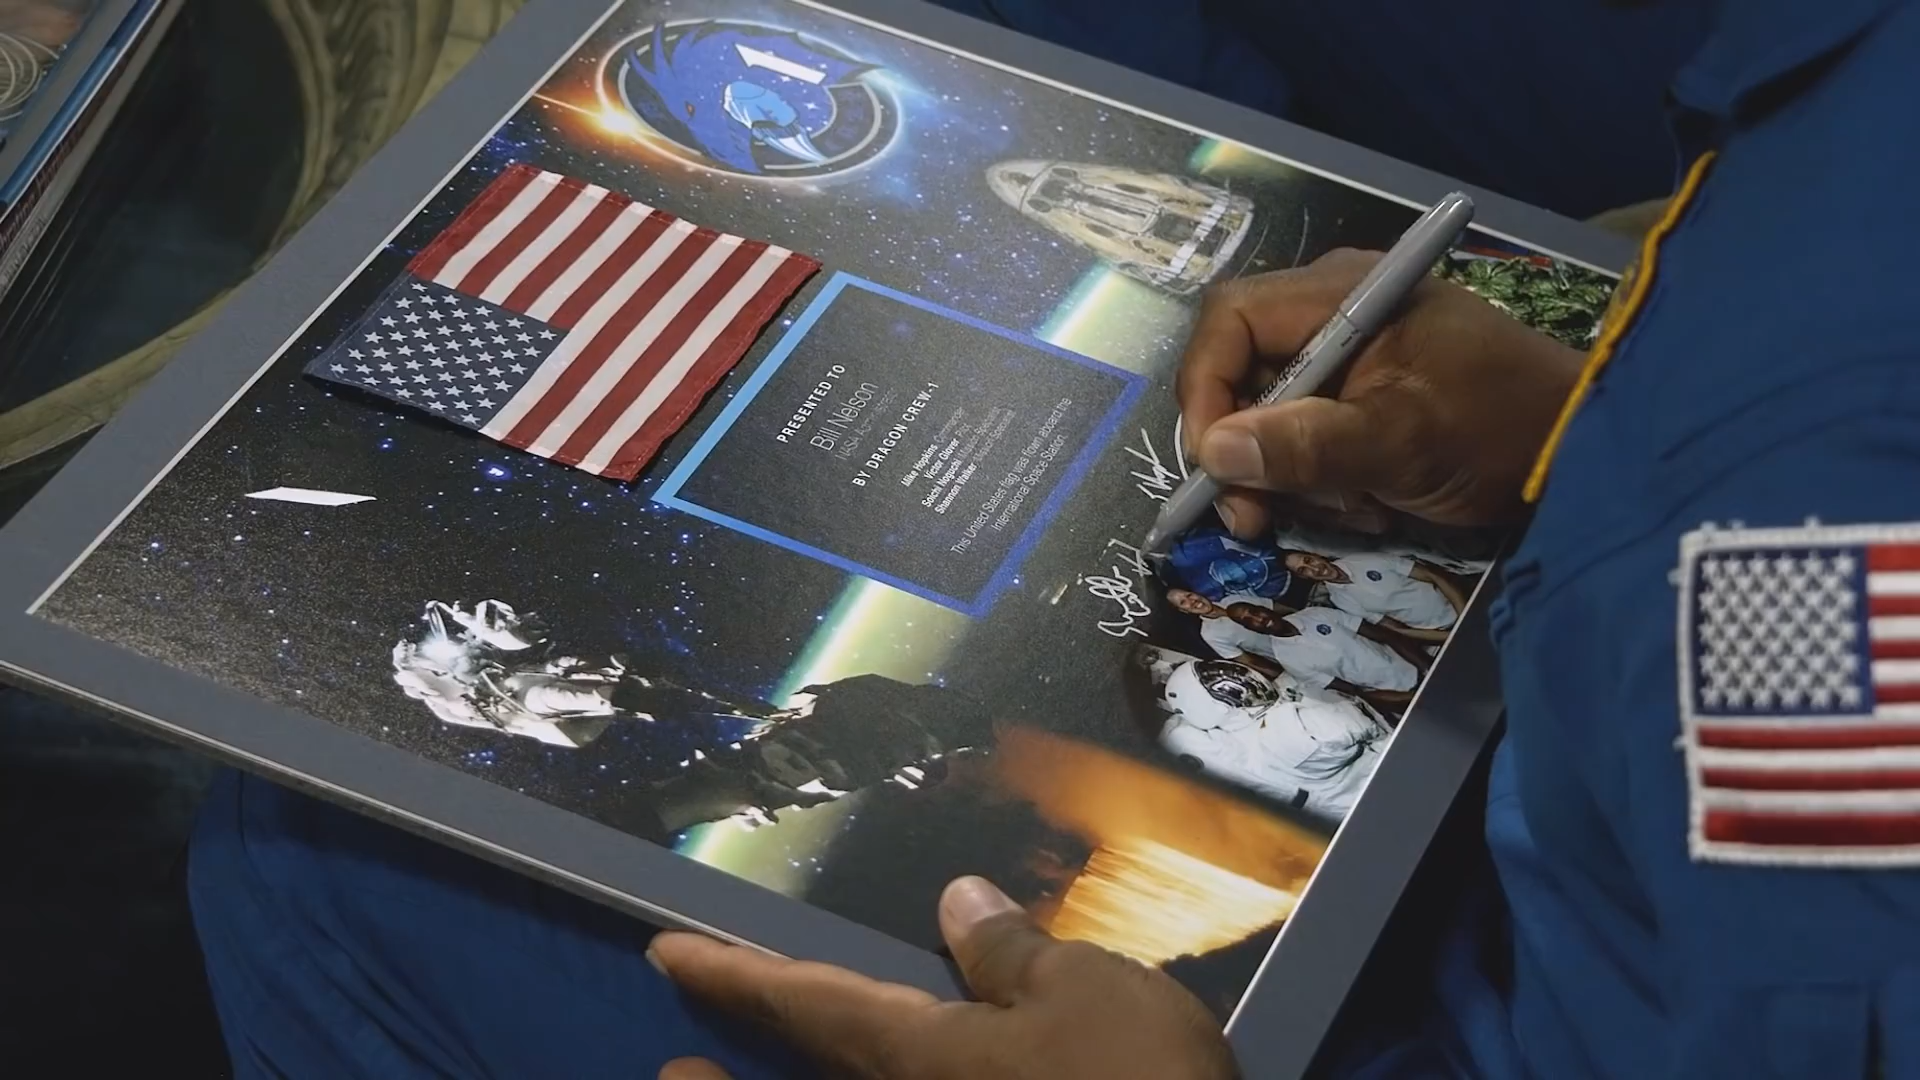 PRESENTED TO
Bill Nelson
NASA Administrator
BY DRAGON CREW-1
Mike Hopkins Commander
Victor Glover Pilot
Soichi Noguchi Mission Specialist
Shannon Walker Mission Specialist
This United States flag was flown aboard the
International Space Station
1